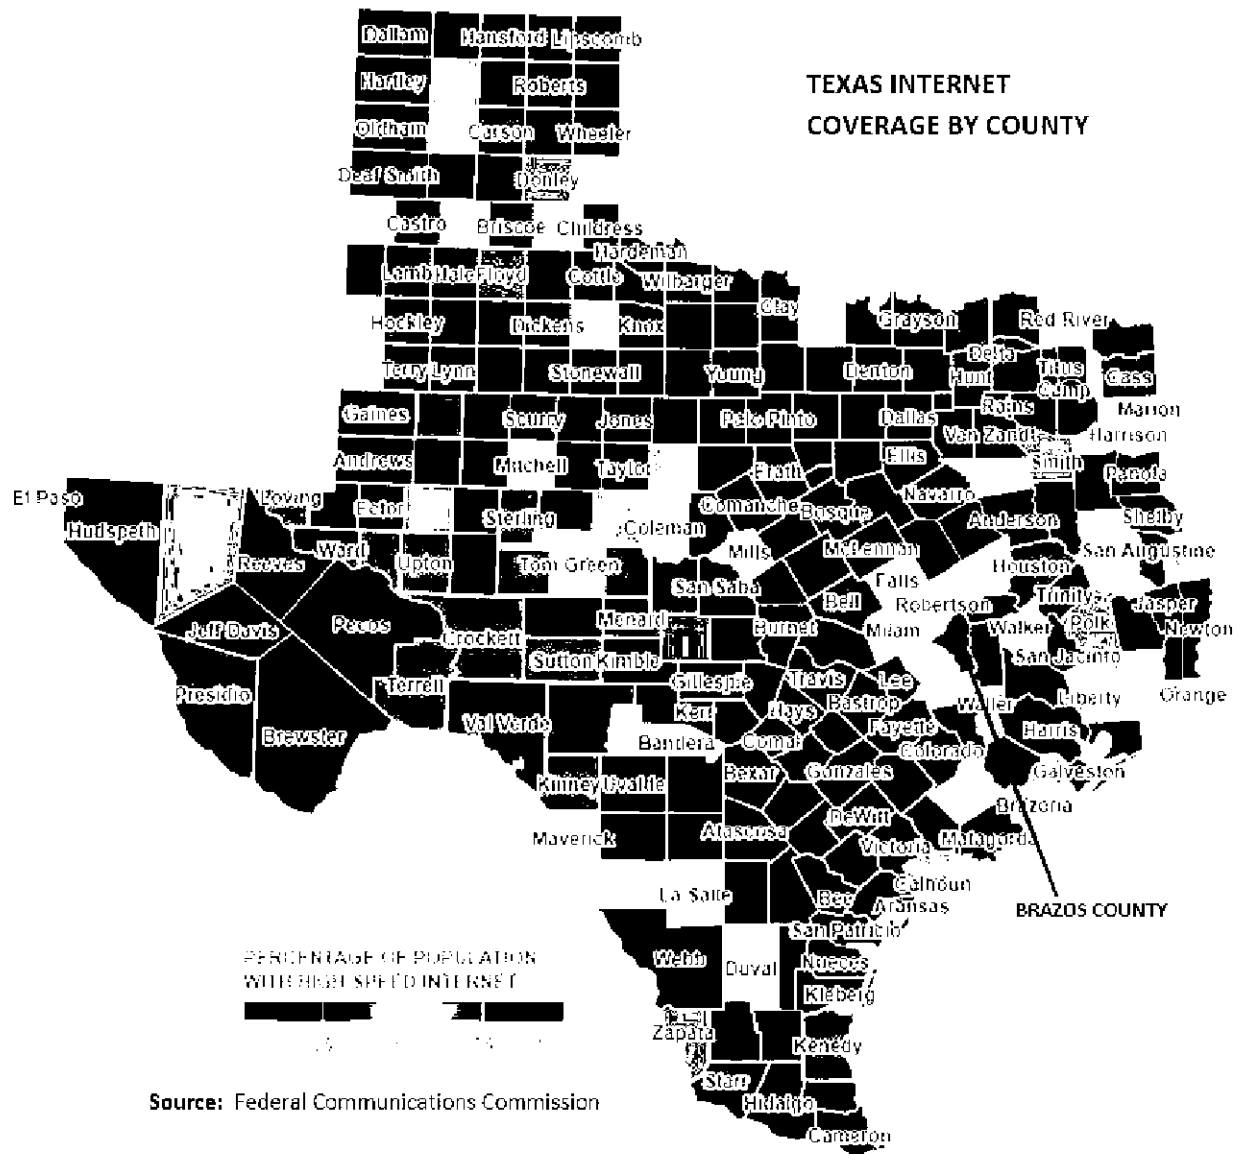 Dallam Hansford Lipscomb
TEXAS INTERNET
COVERAGE BY COUNTY
Hartley Roberts
Oldham Carson Wheeler
Deaf Smith Donley
Castro Briscoe Childress
Hardeman
Lamb Hale Floyd Cottle Wilbarger
Clay
Hockley Dickens Knox Grayson Red River
Delta
Terry Lynn Stonewall Young Denton Hunt Titus Cass
Camp
Gaines Scurry Jones Palo Pinto Dallas Rains Marion
Van Zandt Harrison
Andrews Mitchell Taylor Erath Ellis Smith Panola
El Paso Loving Ector Sterling Comanche Bosque Navarro
Hudspeth Coleman Anderson Shelby
Reeves Ward Upton Tom Green Mills McLennan San Augustine
Houston
San Saba Falls
Bell Robertson Trinity Jasper
Jeff Davis Pecos Crockett Menard Burnet Milam Walker Polk Newton
Sutton Kimble San Jacinto
Presidio Terrell Gillespie Travis Lee Liberty Orange
Val Verde Kerr Hays Bastrop Waller
Brewster Bandera Comal Fayette Harris
Colorado
Kinney Uvalde Bexar Gonzales Galveston
Brazoria
Maverick Atascosa DeWitt
Victoria Matagorda
La Salle Bee Calhoun
Aransas
BRAZOS COUNTY
San Patricio
PERCENTAGE OF POPULATION
WITH HIGH SPEED INTERNET
Webb Duval Nueces
Kleberg
Zapata Kenedy
Starr
Source: Federal Communications Commission
Hidalgo
Cameron